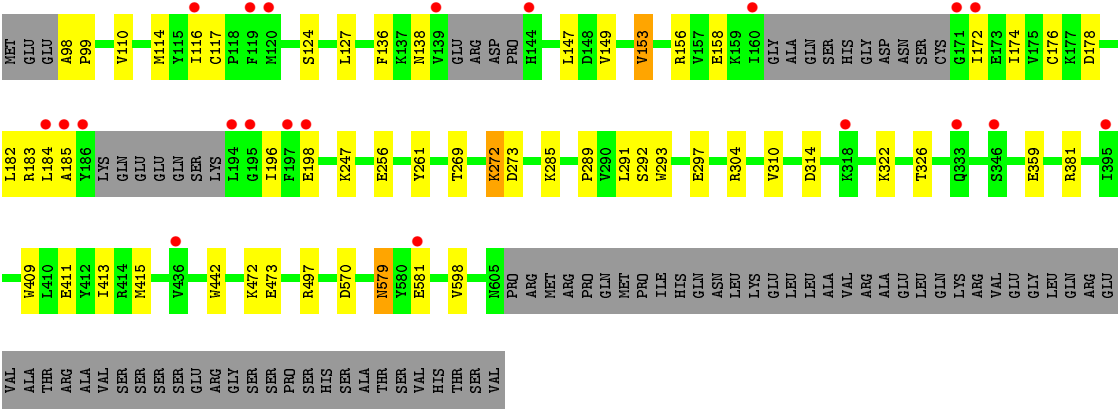 MET GLU GLU A98 P99 V110 M114 Y115 I116 C117 P118 F119 M120 S124 L127 F136 K137 N138 V139 GLU ARG ASP PRO H144 L147 D148 V149 V153 R156 V157 E158 K159 I160 GLY ALA GLN SER HIS GLY ASP ASN SER CYS G171 I172 E173 I174 V175 C176 K177 D178
L182 R183 L184 A185 Y186 LYS GLN GLU GLU GLN SER LYS L194 G195 I196 F197 E198 K247 E256 Y261 T269 K272 D273 K285 P289 V290 L291 S292 W293 E297 R304 V310 D314 K318 K322 T326 Q333 S346 E359 R381 I395
W409 L410 E411 Y412 I413 R414 M415 V436 W442 K472 E473 R497 D570 N579 Y580 E581 V598 N605 PRO ARG MET ARG PRO GLN MET PRO ILE HIS GLN ASN LEU LYS GLU LEU LEU ALA VAL ARG ALA GLU LEU GLN LYS ARG VAL GLU GLY LEU GLN ARG GLU
VAL ALA THR ARG ALA VAL SER SER SER SER GLU ARG GLY SER SER PRO SER HIS SER ALA THR SER VAL HIS THR SER VAL